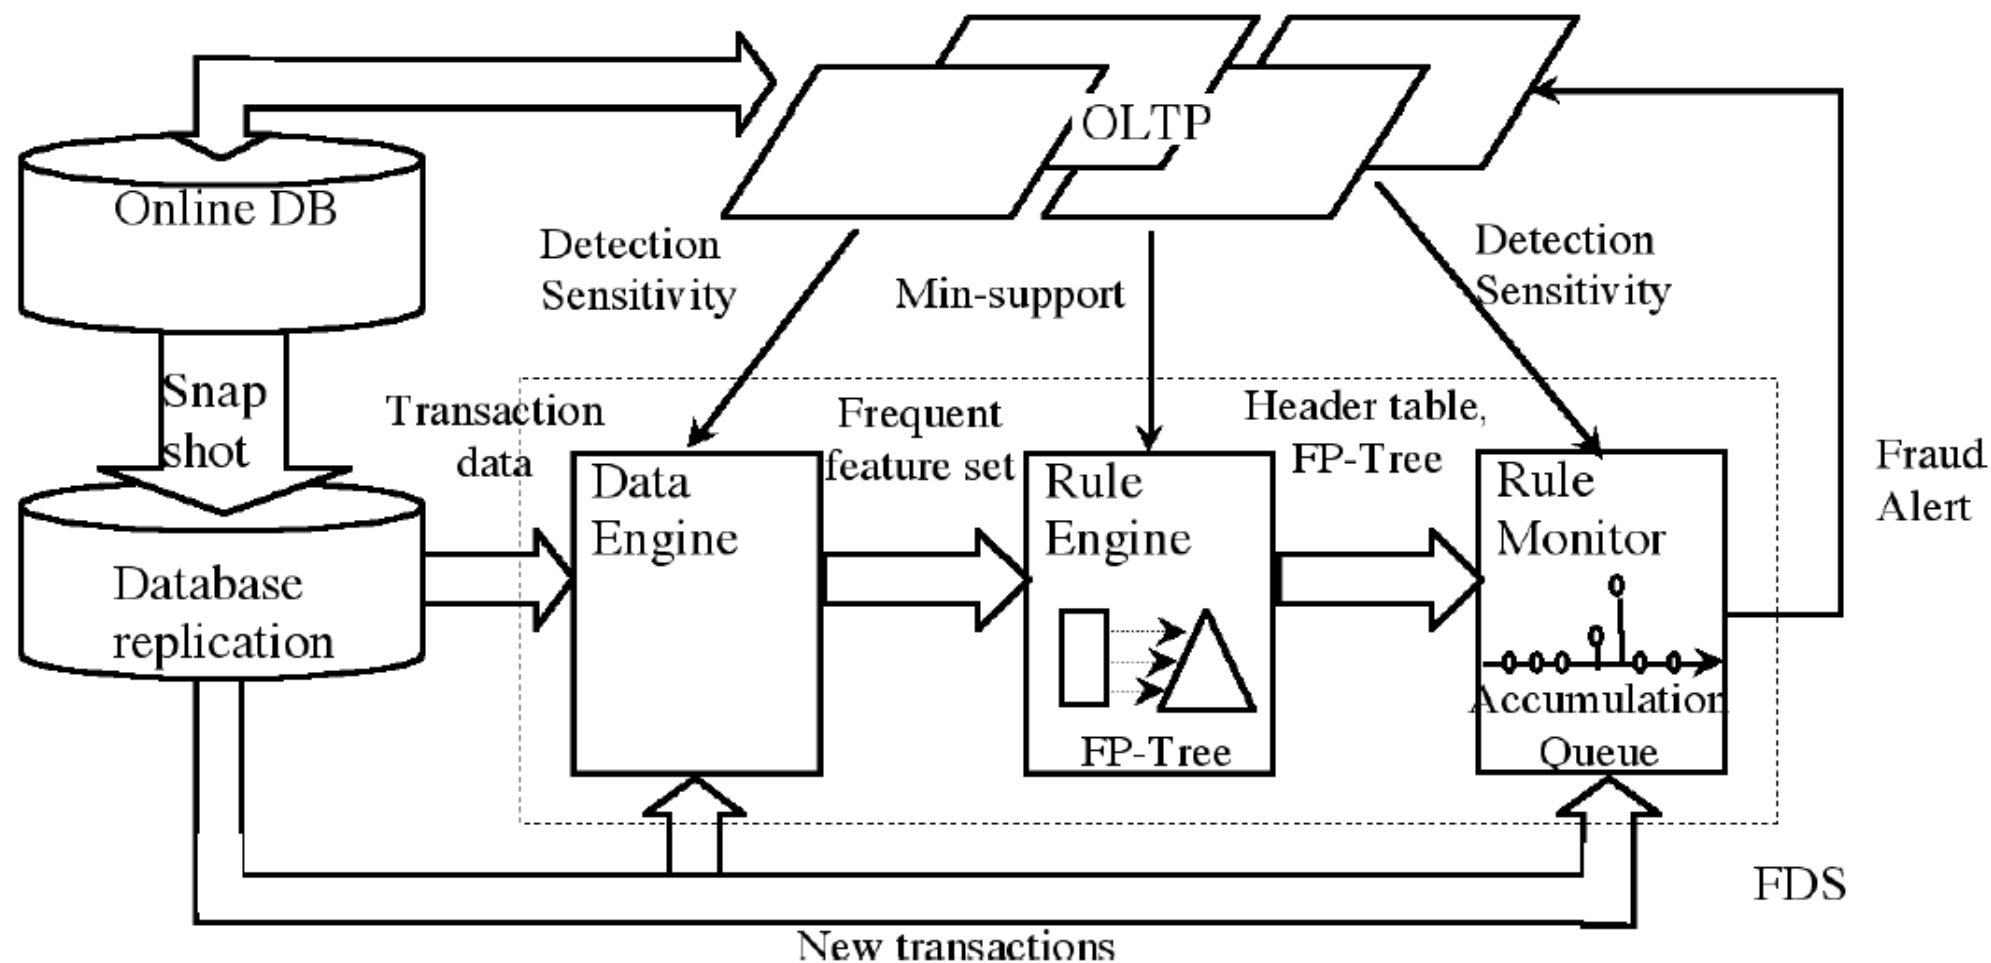 OLTP
Online DB
Detection
Sensitivity
Min-support
Detection
Sensitivity
Snap
shot
Transaction
data
Frequent
feature set
Header table,
FP-Tree
Fraud
Alert
Data
Engine
Rule
Engine
Rule
Monitor
Database
replication
FP-Tree
Accumulation
Queue
FDS
New transactions